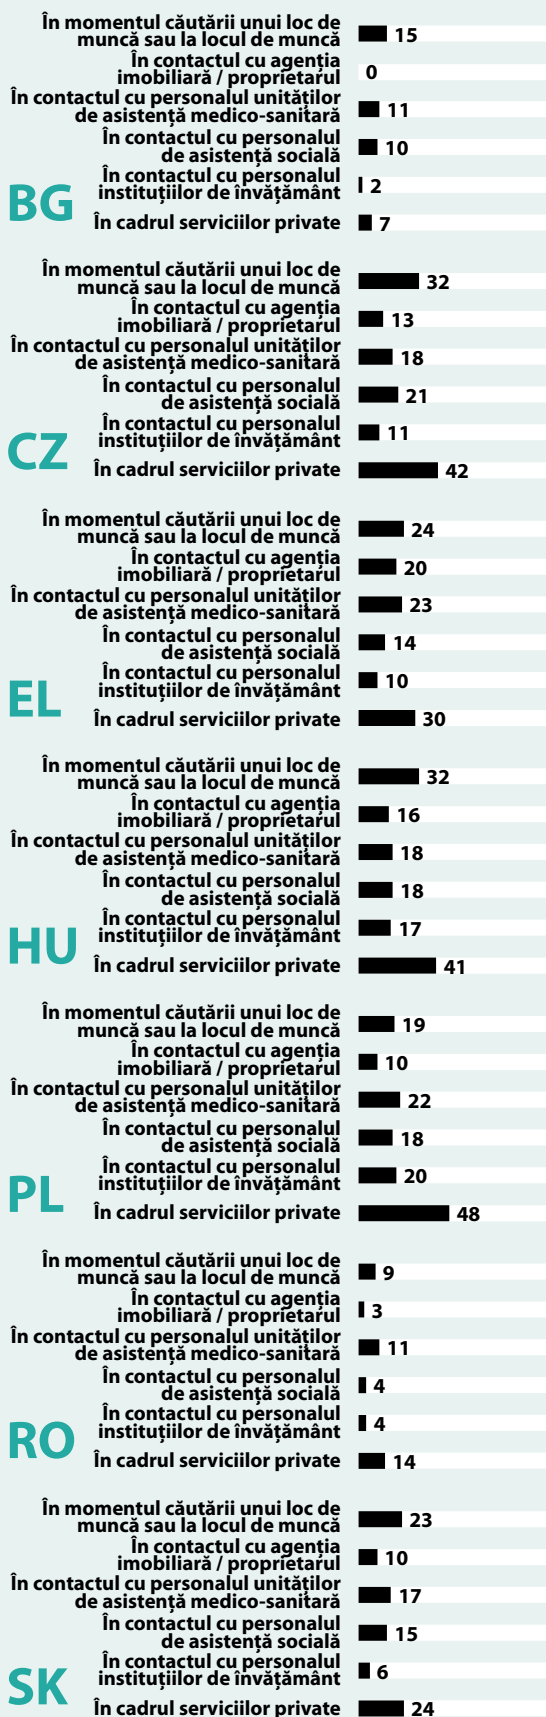 În momentul căutării unui loc de
muncă sau la locul de muncă 15
În contactul cu agenția
imobiliară / proprietarul 0
În contactul cu personalul unităților
de asistență medico-sanitară 11
În contactul cu personalul
de asistență socială 10
În contactul cu personalul
instituțiilor de învățământ 2
BG
În cadrul serviciilor private 7
În momentul căutării unui loc de
muncă sau la locul de muncă 32
În contactul cu agenția
imobiliară / proprietarul 13
În contactul cu personalul unităților
de asistență medico-sanitară 18
În contactul cu personalul
de asistență socială 21
În contactul cu personalul
instituțiilor de învățământ 11
CZ
În cadrul serviciilor private 42
În momentul căutării unui loc de
muncă sau la locul de muncă 24
În contactul cu agenția
imobiliară / proprietarul 20
În contactul cu personalul unităților
de asistență medico-sanitară 23
În contactul cu personalul
de asistență socială 14
În contactul cu personalul
instituțiilor de învățământ 10
EL
În cadrul serviciilor private 30
În momentul căutării unui loc de
muncă sau la locul de muncă 32
În contactul cu agenția
imobiliară / proprietarul 16
În contactul cu personalul unităților
de asistență medico-sanitară 18
În contactul cu personalul
de asistență socială 18
În contactul cu personalul
instituțiilor de învățământ 17
HU
În cadrul serviciilor private 41
În momentul căutării unui loc de
muncă sau la locul de muncă 19
În contactul cu agenția
imobiliară / proprietarul 10
În contactul cu personalul unităților
de asistență medico-sanitară 22
În contactul cu personalul
de asistență socială 18
În contactul cu personalul
instituțiilor de învățământ 20
PL
În cadrul serviciilor private 48
În momentul căutării unui loc de
muncă sau la locul de muncă 9
În contactul cu agenția
imobiliară / proprietarul 3
În contactul cu personalul unităților
de asistență medico-sanitară 11
În contactul cu personalul
de asistență socială 4
În contactul cu personalul
instituțiilor de învățământ 4
RO
În cadrul serviciilor private 14
În momentul căutării unui loc de
muncă sau la locul de muncă 23
În contactul cu agenția
imobiliară / proprietarul 10
În contactul cu personalul unităților
de asistență medico-sanitară 17
În contactul cu personalul
de asistență socială 15
În contactul cu personalul
instituțiilor de învățământ 6
SK
În cadrul serviciilor private 24